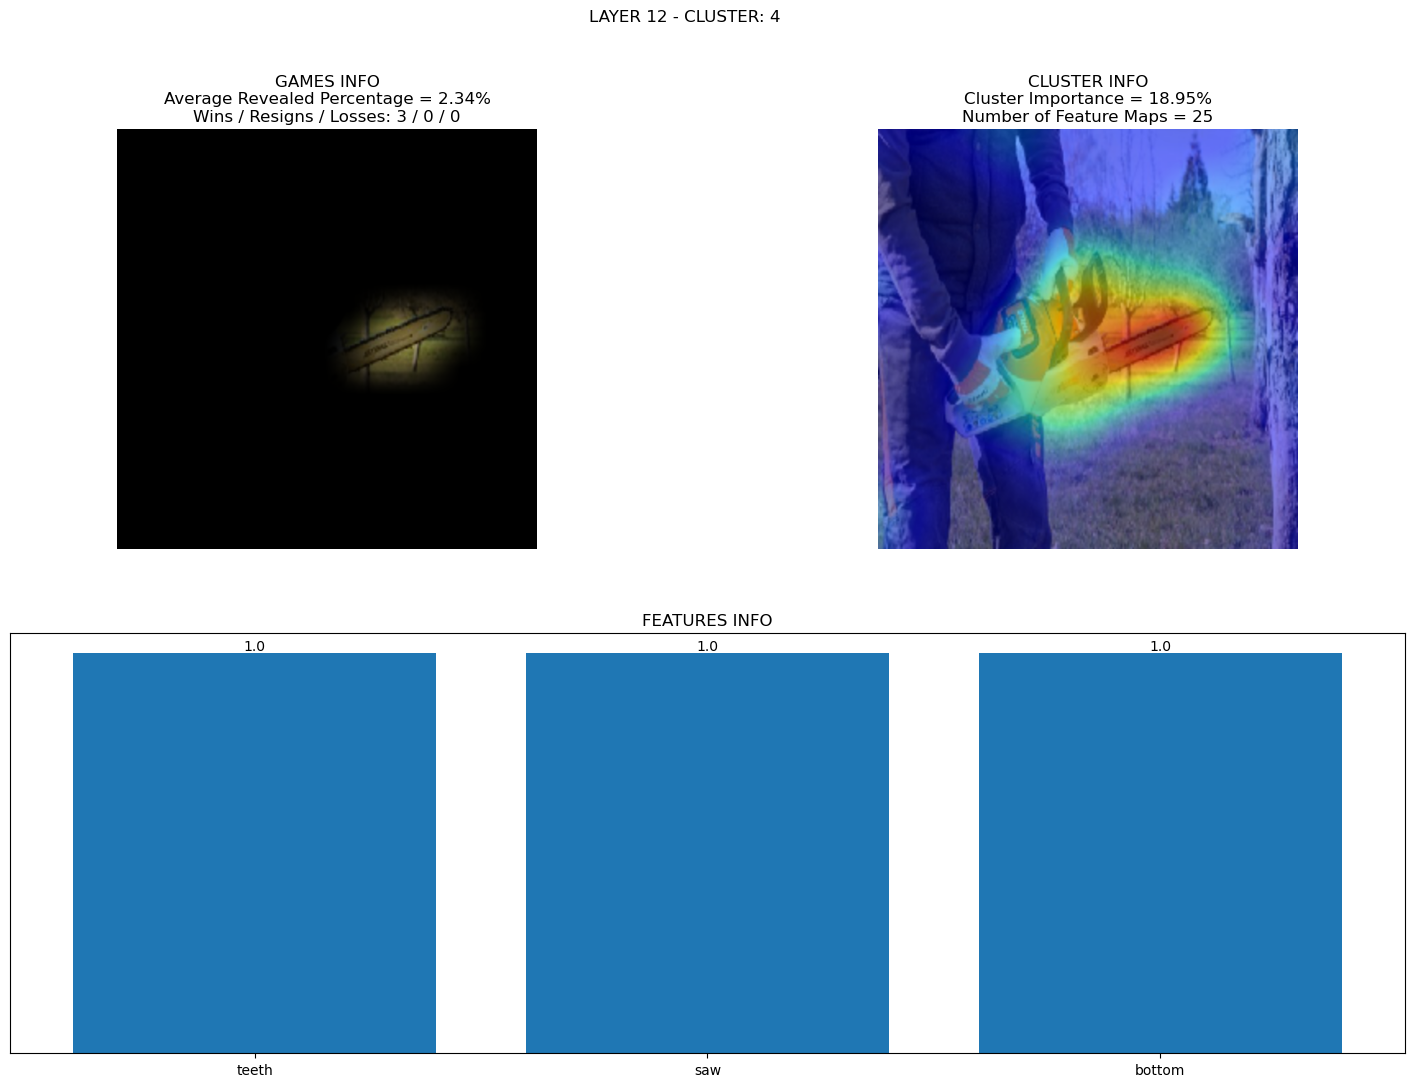 LAYER 12 - CLUSTER: 4
GAMES INFO
Average Revealed Percentage = 2.34%
Wins / Resigns / Losses: 3 / 0 / 0
CLUSTER INFO
Cluster Importance = 18.95%
Number of Feature Maps = 25
FEATURES INFO
1.0
1.0
1.0
teeth
saw
bottom